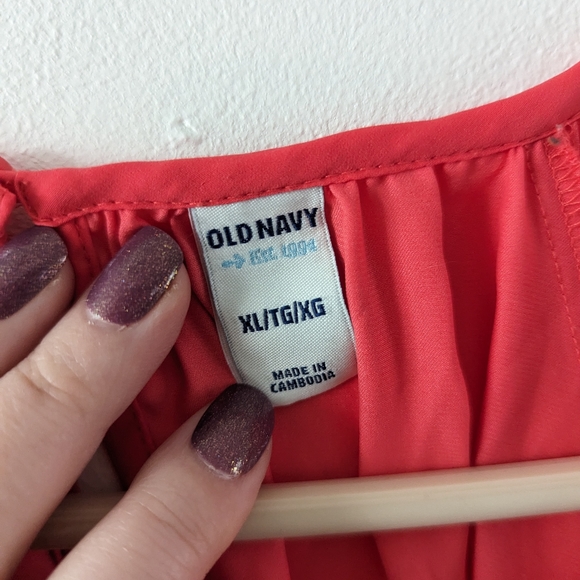 OLD NAVY
Est. 1994
XL/TG/XG
MADE IN
CAMBODIA